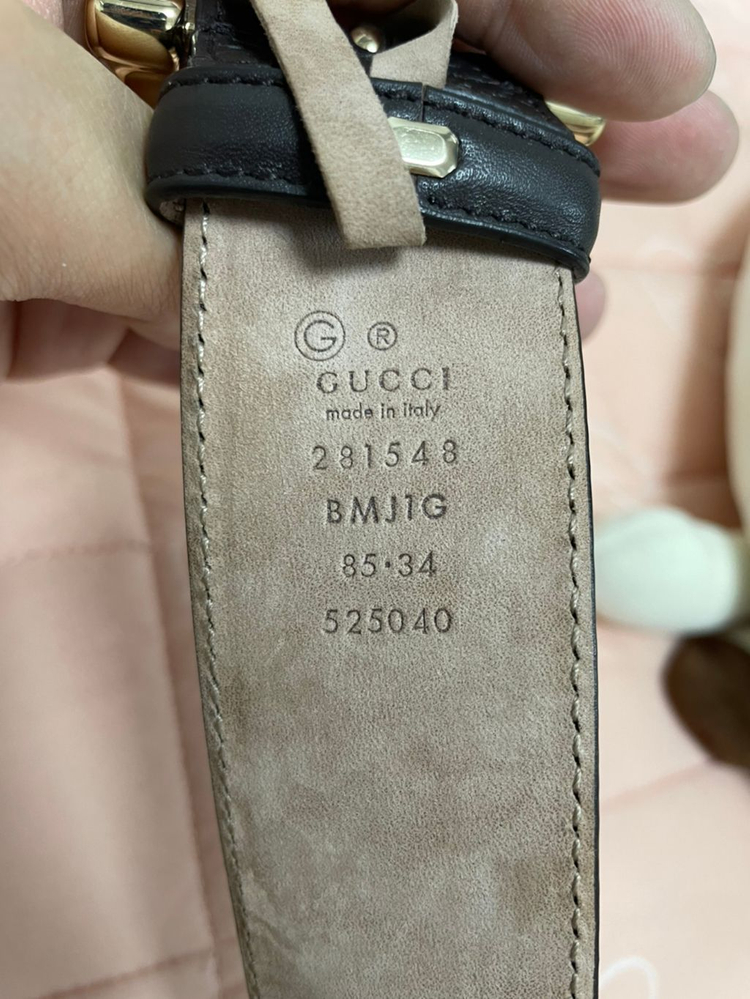 G ®
GUCCI
made in italy
281548
BMJ1G
85·34
525040